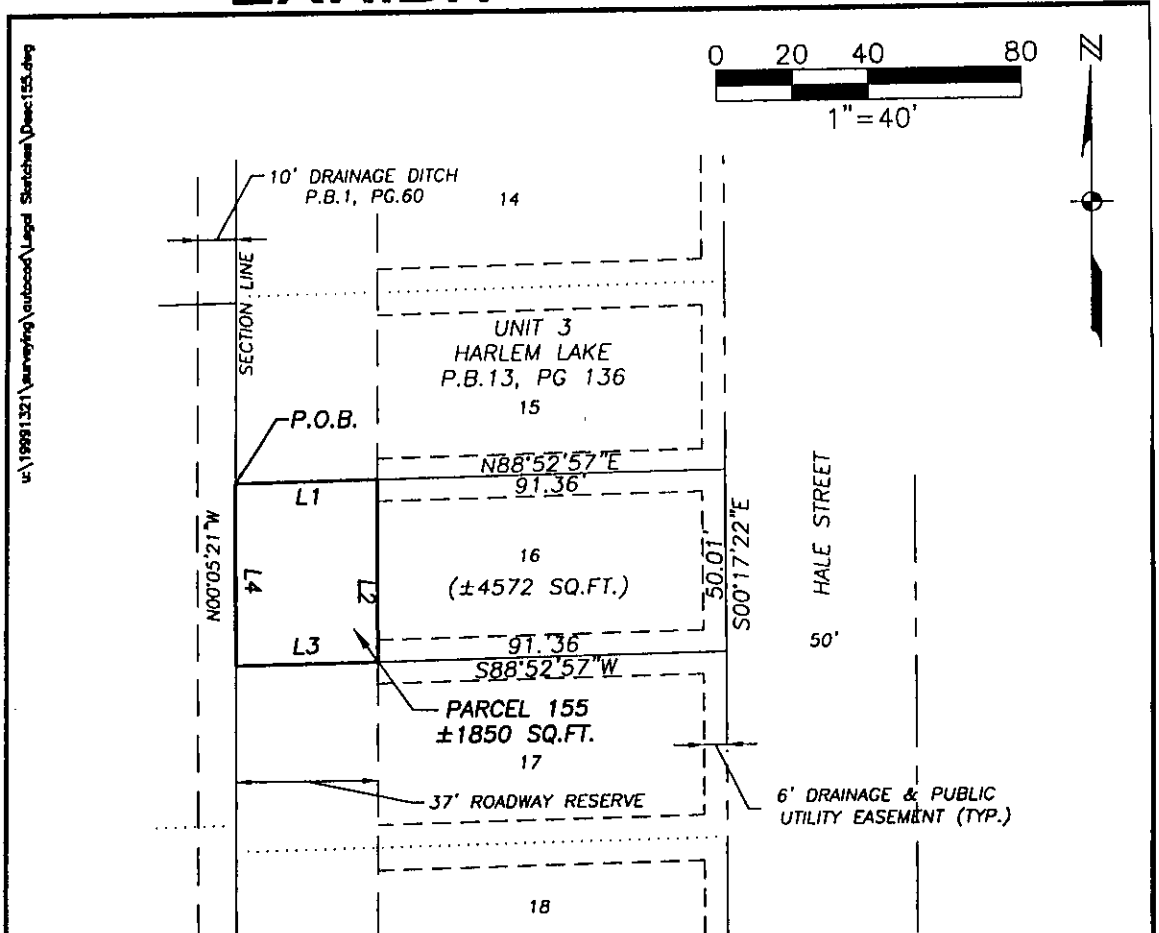 u:\19991321\surveying\autocad\Legal Sketches\Desc155.dwg
0 20 40 80
1"=40'
10' DRAINAGE DITCH
P.B.1, PG.60
14
SECTION LINE
UNIT 3
HARLEM LAKE
P.B.13, PG 136
15
P.O.B.
N88°52'57"E
91.36'
L1
N00°05'21"W
L4
L2
16
(±4572 SQ.FT.)
50.01'
S00°17'22"E
HALE STREET
50'
L3
91.'36
S88°52'57"W
PARCEL 155
±1850 SQ.FT.
17
37' ROADWAY RESERVE
6' DRAINAGE & PUBLIC
UTILITY EASEMENT (TYP.)
18